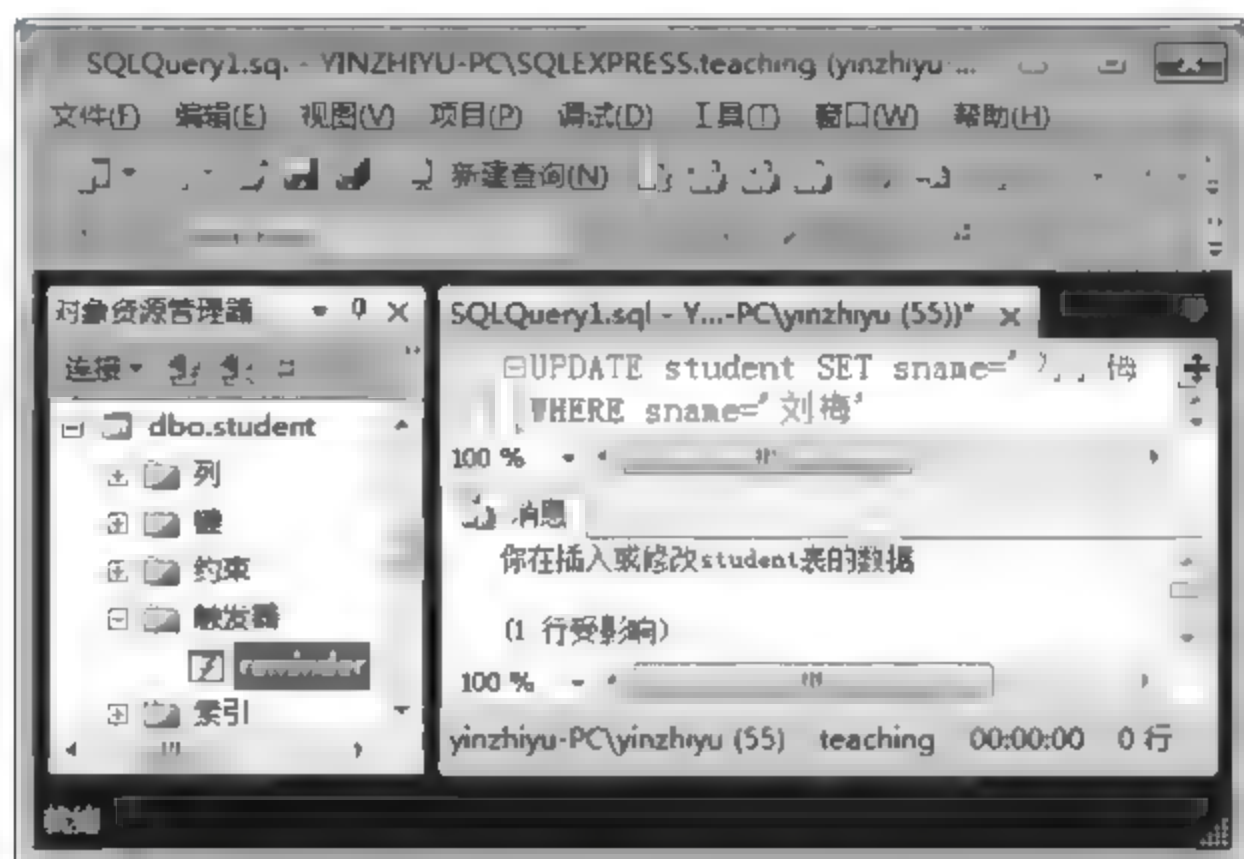 SQLQuery1.sql - YINZHIYU-PC\SQLEXPRESS.teaching (yinzhiyu ...
文件(F) 编辑(E) 视图(V) 项目(P) 调试(D) 工具(T) 窗口(W) 帮助(H)
新建查询(N)
对象资源管理器
SQLQuery1.sql - Y...-PC\yinzhiyu (55))* ×
连接
dbo.student
列
键
约束
触发器
reminder
索引
UPDATE student SET sname='
WHERE sname='刘梅'
100 %
消息
你在插入或修改student表的数据
(1 行受影响)
100 %
yinzhiyu-PC\yinzhiyu (55) teaching 00:00:00 0 行